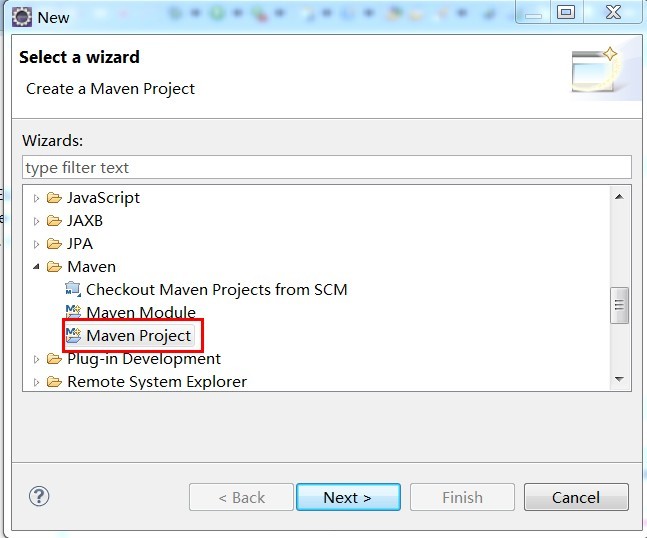 New
Select a wizard
Create a Maven Project
Wizards:
type filter text
JavaScript
JAXB
JPA
Maven
Checkout Maven Projects from SCM
Maven Module
Maven Project
Plug-in Development
Remote System Explorer
?
< Back
Next >
Finish
Cancel